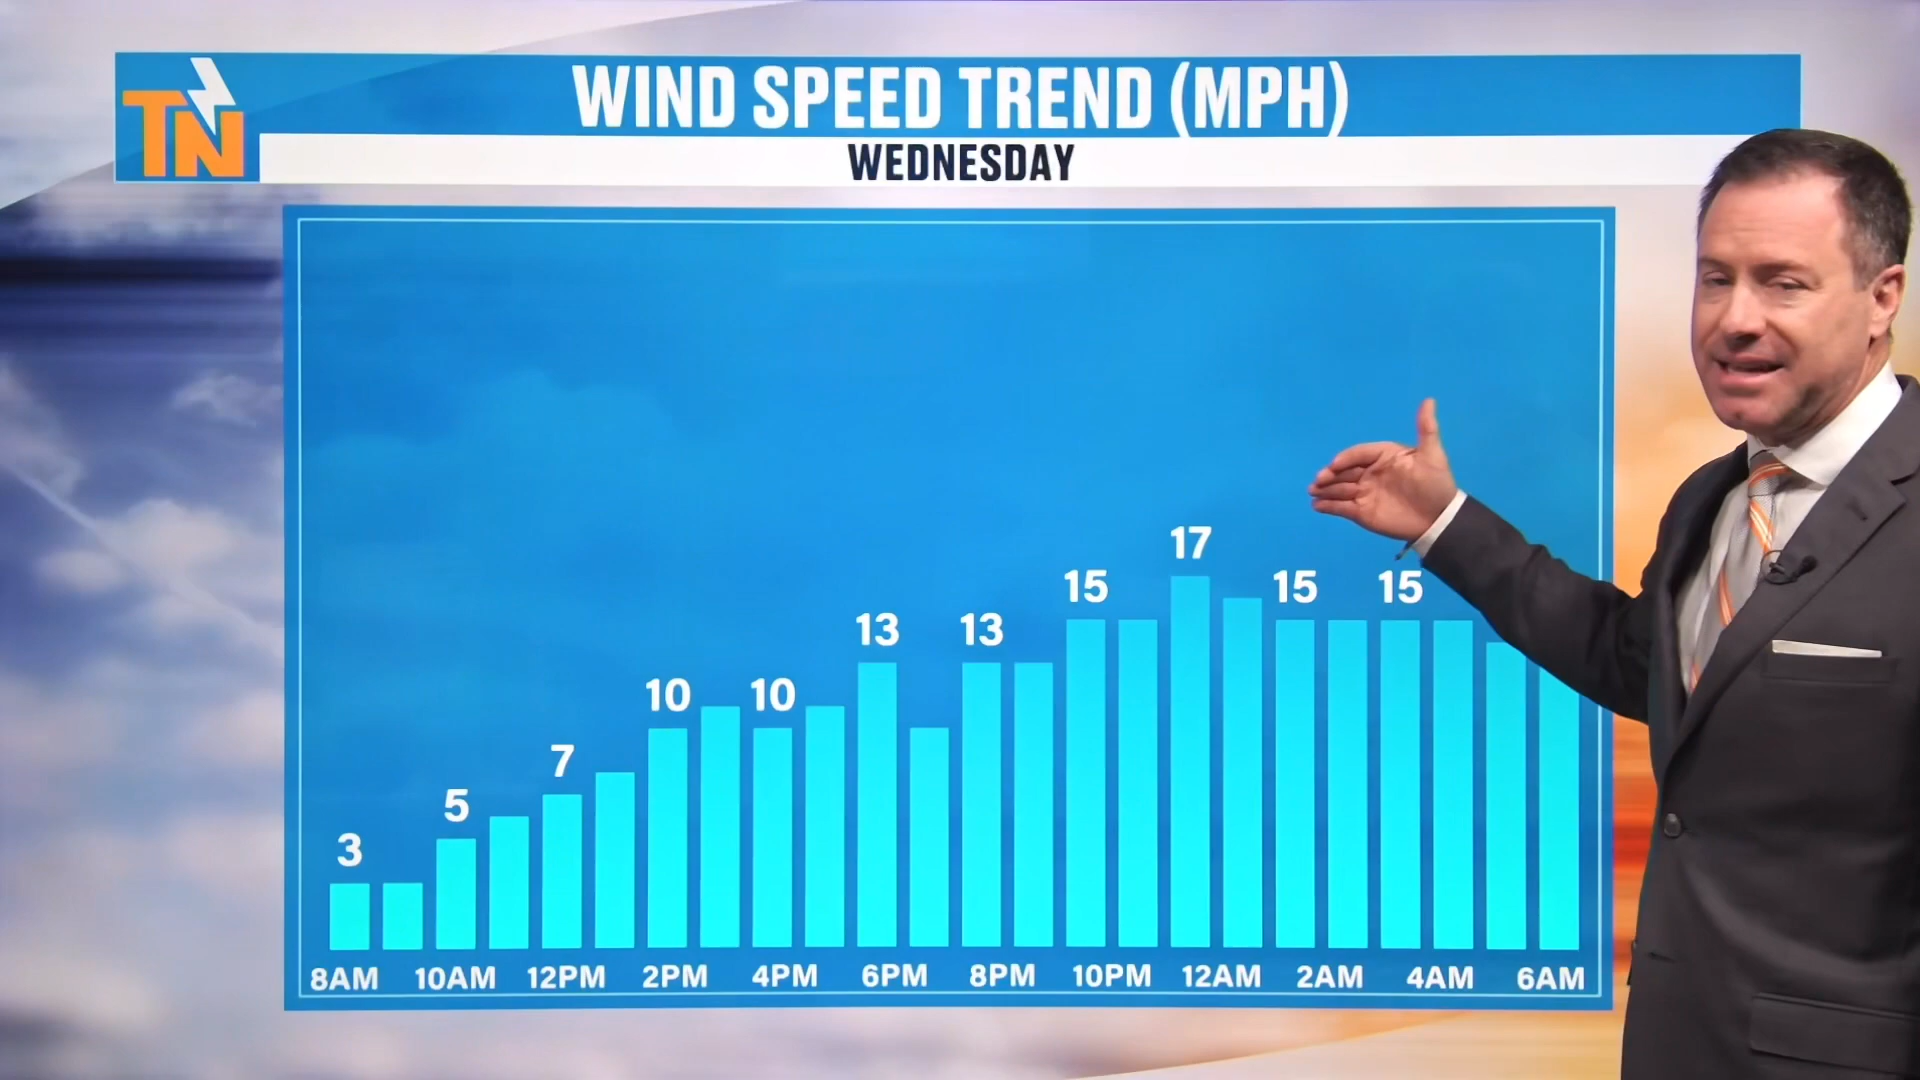 TN
WIND SPEED TREND (MPH)
WEDNESDAY
17
15 15 15
13 13
10 10
7
5
3
8AM 10AM 12PM 2PM 4PM 6PM 8PM 10PM 12AM 2AM 4AM 6AM